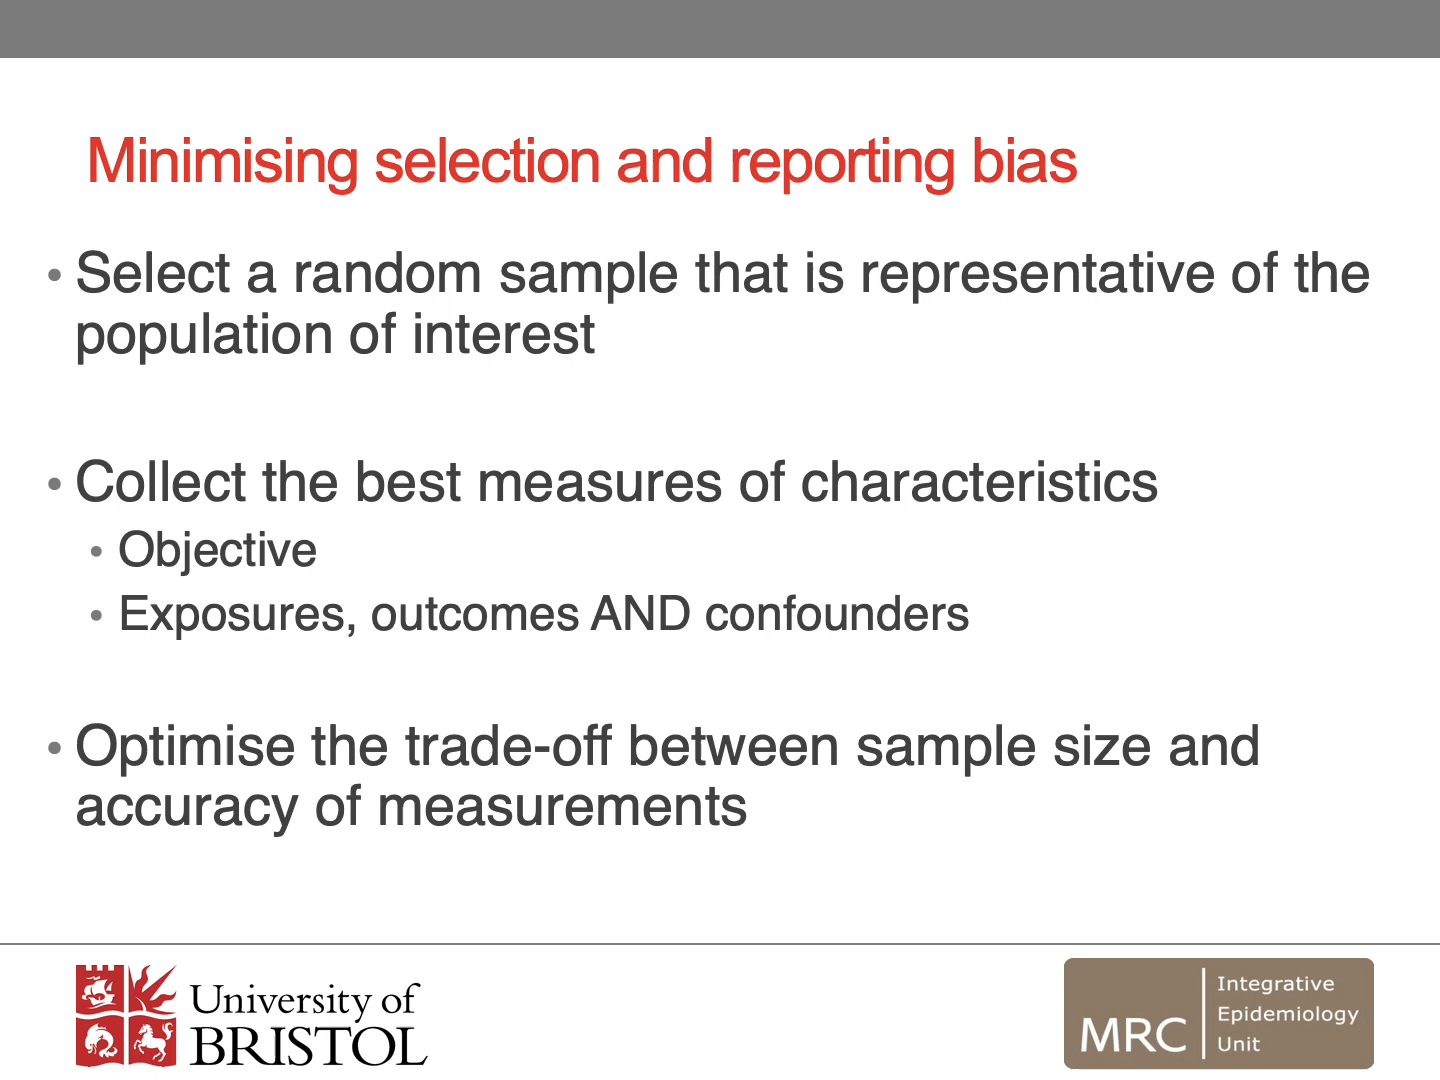 Minimising selection and reporting bias
• Select a random sample that is representative of the
population of interest
• Collect the best measures of characteristics
• Objective
• Exposures, outcomes AND confounders
• Optimise the trade-off between sample size and
accuracy of measurements
University of
BRISTOL
MRC
Integrative
Epidemiology
Unit